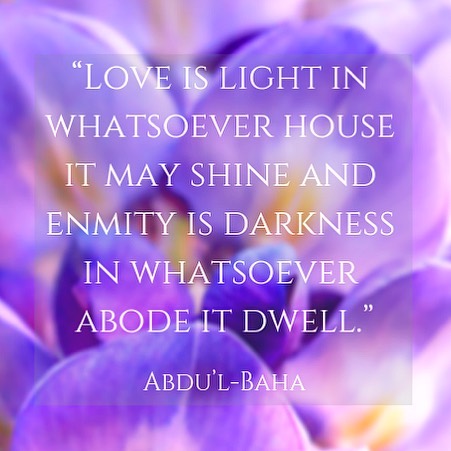 “Love is light in
whatsoever house
it may shine and
enmity is darkness
in whatsoever
abode it dwell.”
Abdu’l-Baha